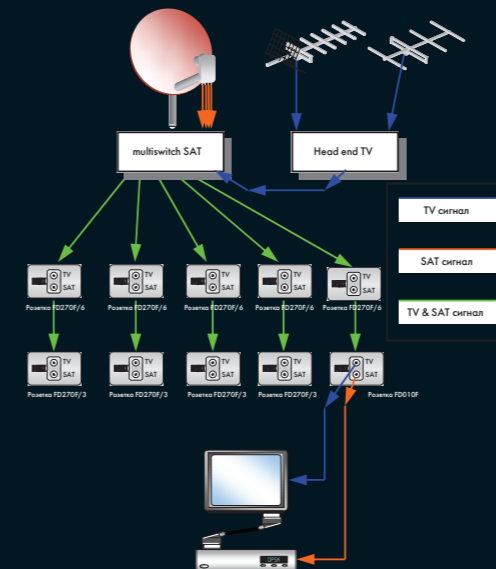 multiswitch SAT
Head end TV
TV сигнал
SAT сигнал
TV & SAT сигнал
TV
SAT
TV
SAT
TV
SAT
TV
SAT
TV
SAT
Розетка FD270F/6
Розетка FD270F/6
Розетка FD270F/6
Розетка FD270F/6
Розетка FD270F/6
TV
SAT
TV
SAT
TV
SAT
TV
SAT
TV
SAT
Розетка FD270F/3
Розетка FD270F/3
Розетка FD270F/3
Розетка FD270F/3
Розетка FD010F